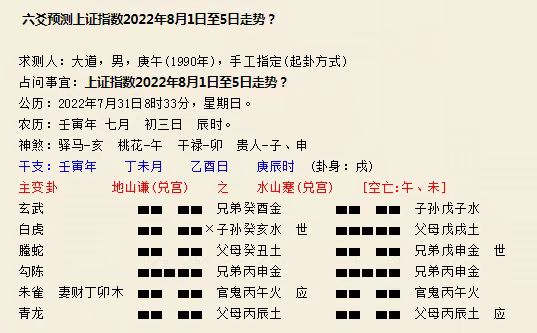 六爻预测上证指数2022年8月1日至5日走势？
求测人：大道，男，庚午(1990年)，手工指定(起卦方式)
占问事宜：上证指数2022年8月1日至5日走势？
公历：2022年7月31日8时33分，星期日。
农历：壬寅年 七月 初三日 辰时。
神煞：驿马-亥 桃花-午 干禄-卯 贵人-子、申
干支：壬寅年 丁未月 乙酉日 庚辰时 (卦身：戌)
主变卦 地山谦(兑宫) 之 水山蹇(兑宫) [空亡:午、未]
玄武 兄弟癸酉金 子孙戊子水
白虎 × 子孙癸亥水 世 父母戊戌土
螣蛇 父母癸丑土 兄弟戊申金 世
勾陈 兄弟丙申金 兄弟丙申金
朱雀 妻财丁卯木 官鬼丙午火 应 官鬼丙午火 应
青龙 父母丙辰土 父母丙辰土